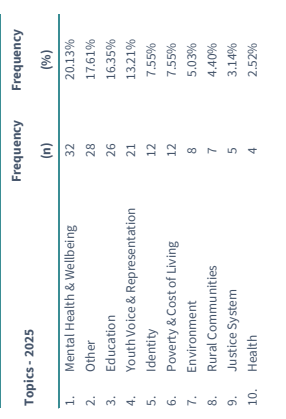 Topics - 2025 Frequency (n) Frequency (%)
1. Mental Health & Wellbeing 32 20.13%
2. Other 28 17.61%
3. Education 26 16.35%
4. Youth Voice & Representation 21 13.21%
5. Identity 12 7.55%
6. Poverty & Cost of Living 12 7.55%
7. Environment 8 5.03%
8. Rural Communities 7 4.40%
9. Justice System 5 3.14%
10. Health 4 2.52%